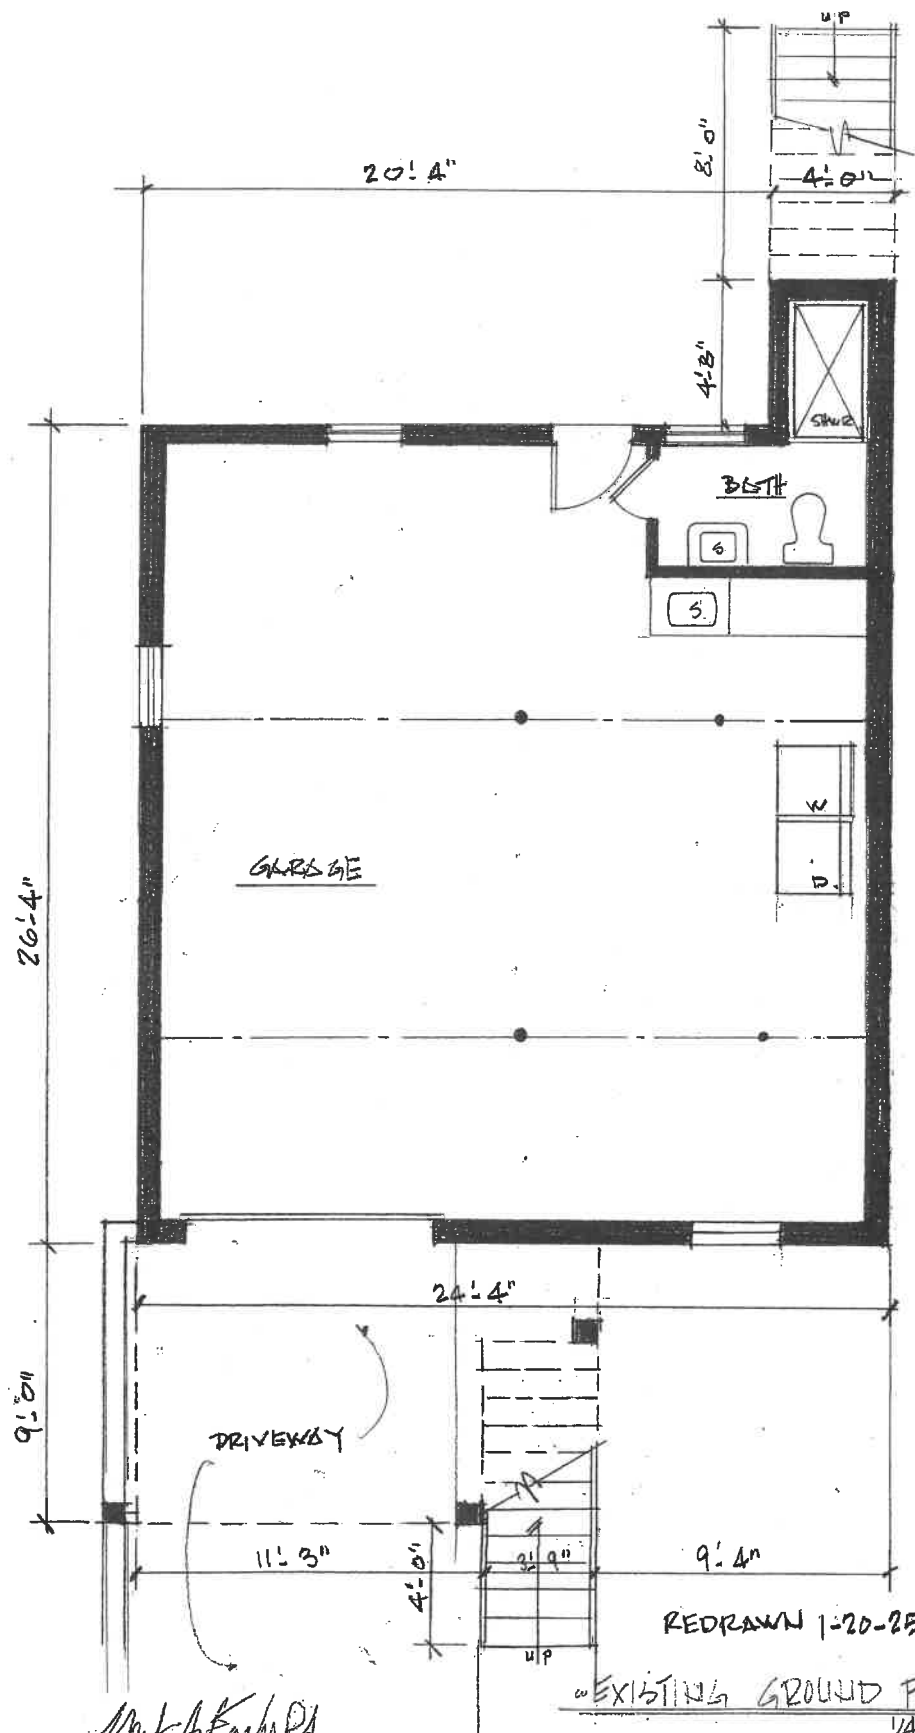 up
8'-0"
20'-4"
4'-0"
4'-8"
SHWR
BATH
S
S
W
D
GARAGE
26'-4"
24'-4"
9'-0"
DRIVEWAY
11'-3"
4'-0"
3'-9"
9'-4"
up
REDRAWN 1-20-25
EXISTING GROUND F